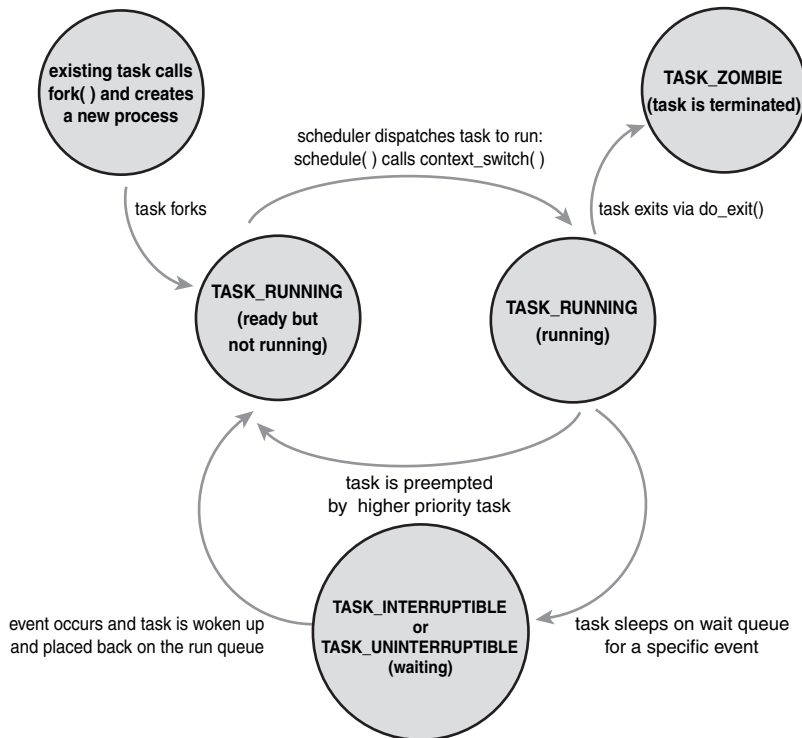 existing task calls
fork( ) and creates
a new process
TASK_ZOMBIE
(task is terminated)
scheduler dispatches task to run:
schedule( ) calls context_switch( )
task forks
task exits via do_exit()
TASK_RUNNING
(ready but
not running)
TASK_RUNNING
(running)
task is preempted
by higher priority task
TASK_INTERRUPTIBLE
or
TASK_UNINTERRUPTIBLE
(waiting)
event occurs and task is woken up
and placed back on the run queue
task sleeps on wait queue
for a specific event